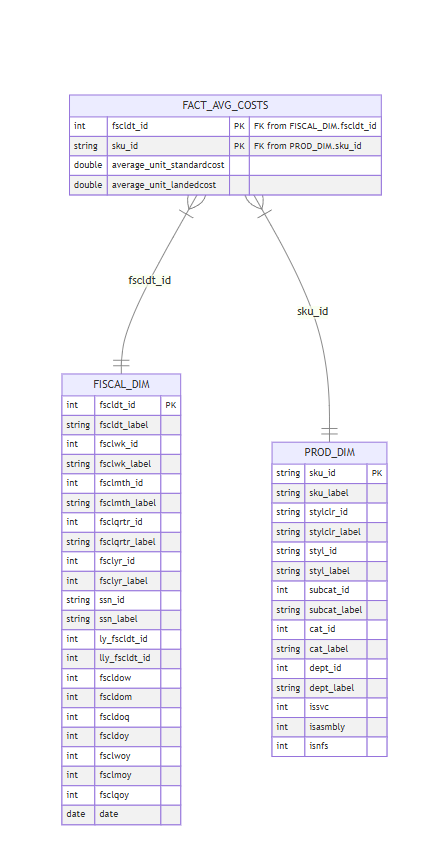 FACT_AVG_COSTS
int fscldt_id PK FK from FISCAL_DIM.fscldt_id
string sku_id PK FK from PROD_DIM.sku_id
double average_unit_standardcost
double average_unit_landedcost
fscldt_id
sku_id
FISCAL_DIM
int fscldt_id PK
string fscldt_label
int fsclwk_id
string fsclwk_label
int fsclmth_id
string fsclmth_label
int fsclqrtr_id
string fsclqrtr_label
int fsclyr_id
int fsclyr_label
string ssn_id
string ssn_label
int ly_fscldt_id
int lly_fscldt_id
int fscldow
int fscldom
int fscldoq
int fscldoy
int fsclwoy
int fsclmoy
int fsclqoy
date date
PROD_DIM
string sku_id PK
string sku_label
string stylclr_id
string stylclr_label
string styl_id
string styl_label
int subcat_id
string subcat_label
int cat_id
string cat_label
int dept_id
string dept_label
int issvc
int isasmbly
int isnfs